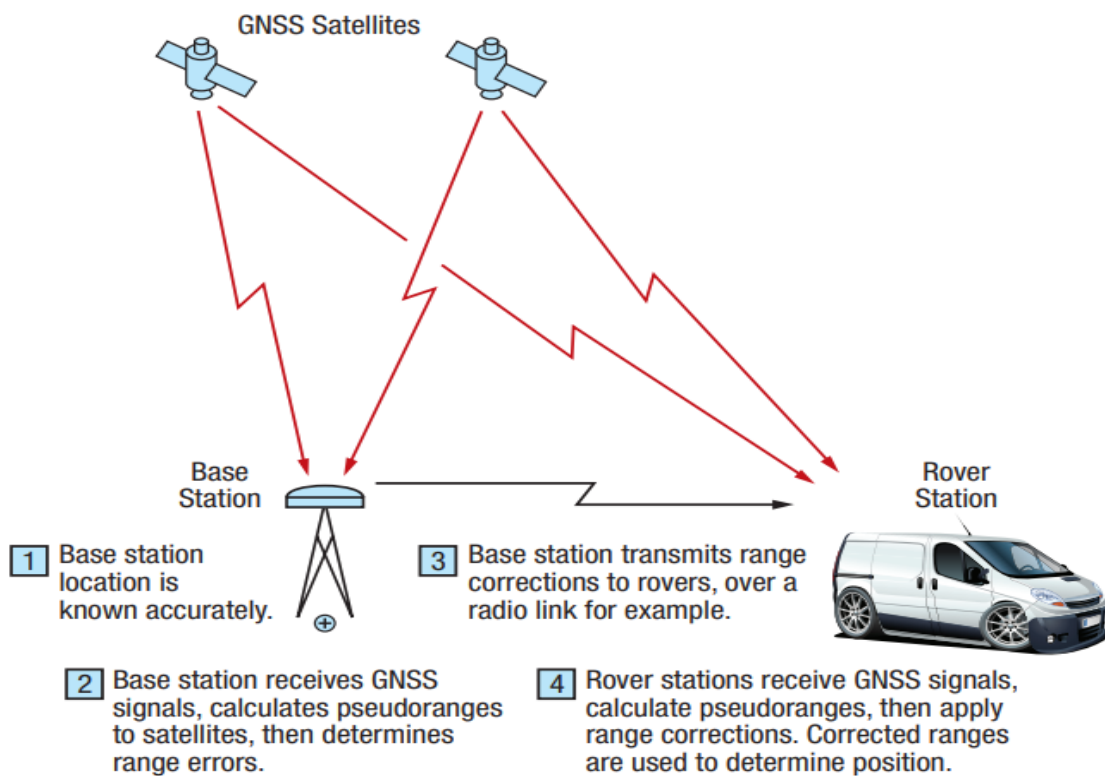 GNSS Satellites
Base
Station
Rover
Station
1 Base station
location is
known accurately.
3 Base station transmits range
corrections to rovers, over a
radio link for example.
2 Base station receives GNSS
signals, calculates pseudoranges
to satellites, then determines
range errors.
4 Rover stations receive GNSS signals,
calculate pseudoranges, then apply
range corrections. Corrected ranges
are used to determine position.